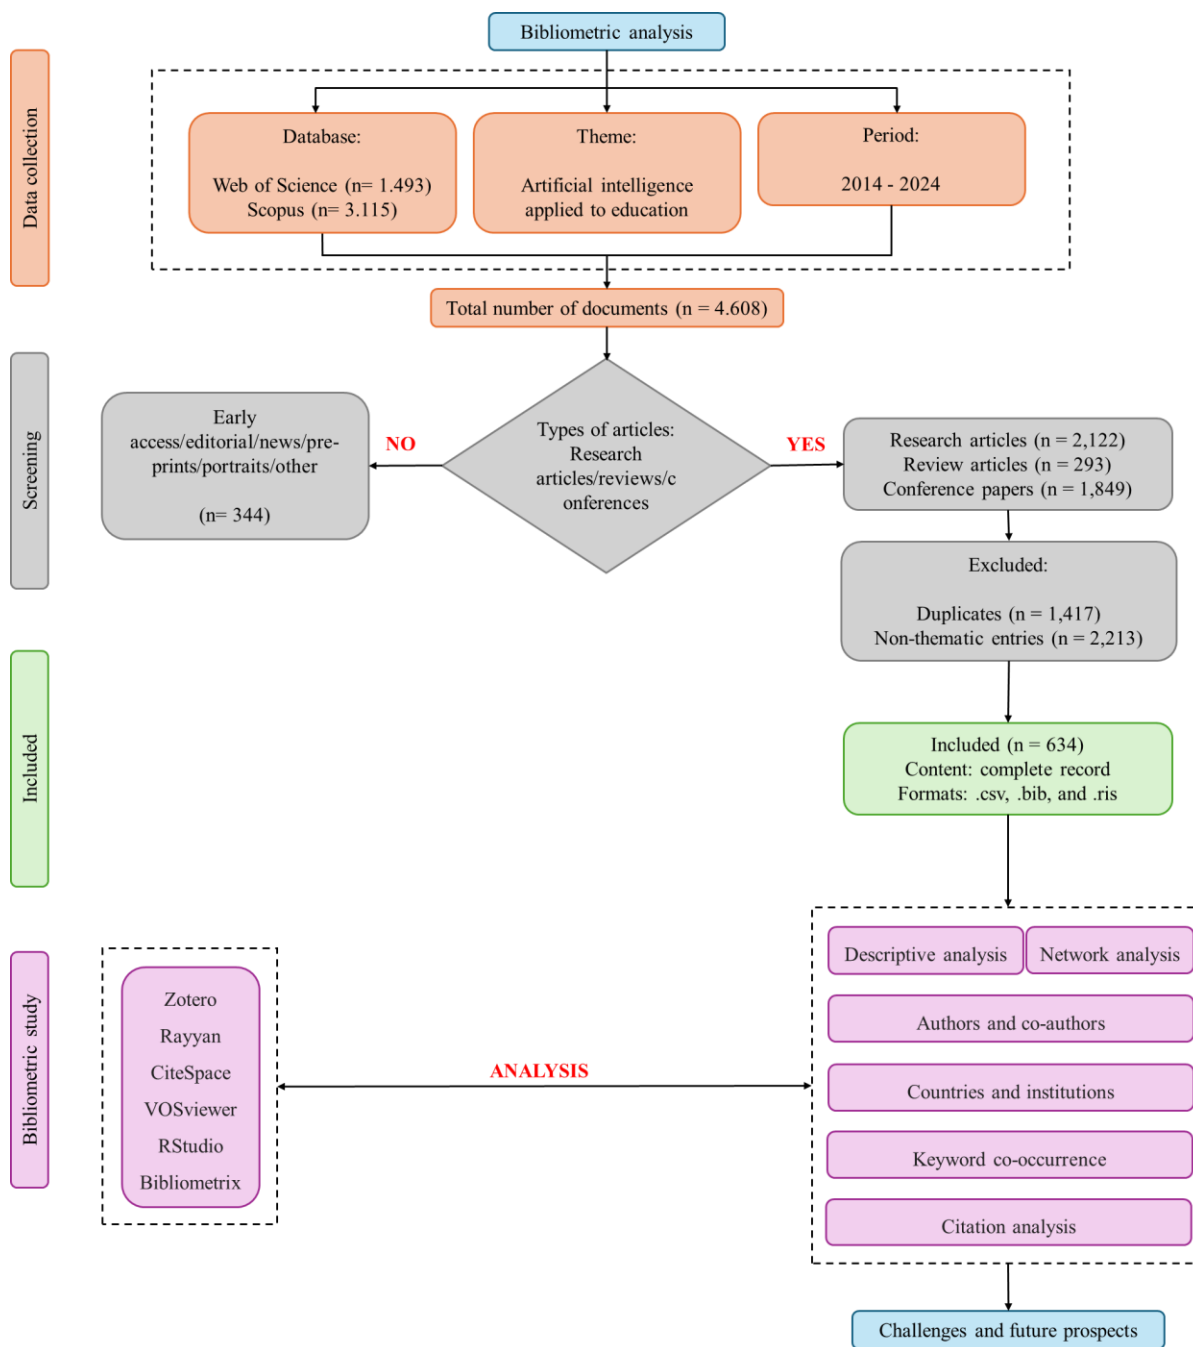 Bibliometric analysis
Data collection
Database:
Web of Science (n= 1.493)
Scopus (n= 3.115)
Theme:
Artificial intelligence
applied to education
Period:
2014 - 2024
Total number of documents (n = 4.608)
Screening
Early
access/editorial/news/pre-
prints/portraits/other
(n= 344)
NO
Types of articles:
Research
articles/reviews/c
onferences
YES
Research articles (n = 2,122)
Review articles (n = 293)
Conference papers (n = 1,849)
Excluded:
Duplicates (n = 1,417)
Non-thematic entries (n = 2,213)
Included
Included (n = 634)
Content: complete record
Formats: .csv, .bib, and .ris
Bibliometric study
Zotero
Rayyan
CiteSpace
VOSviewer
RStudio
Bibliometrix
ANALYSIS
Descriptive analysis
Network analysis
Authors and co-authors
Countries and institutions
Keyword co-occurrence
Citation analysis
Challenges and future prospects